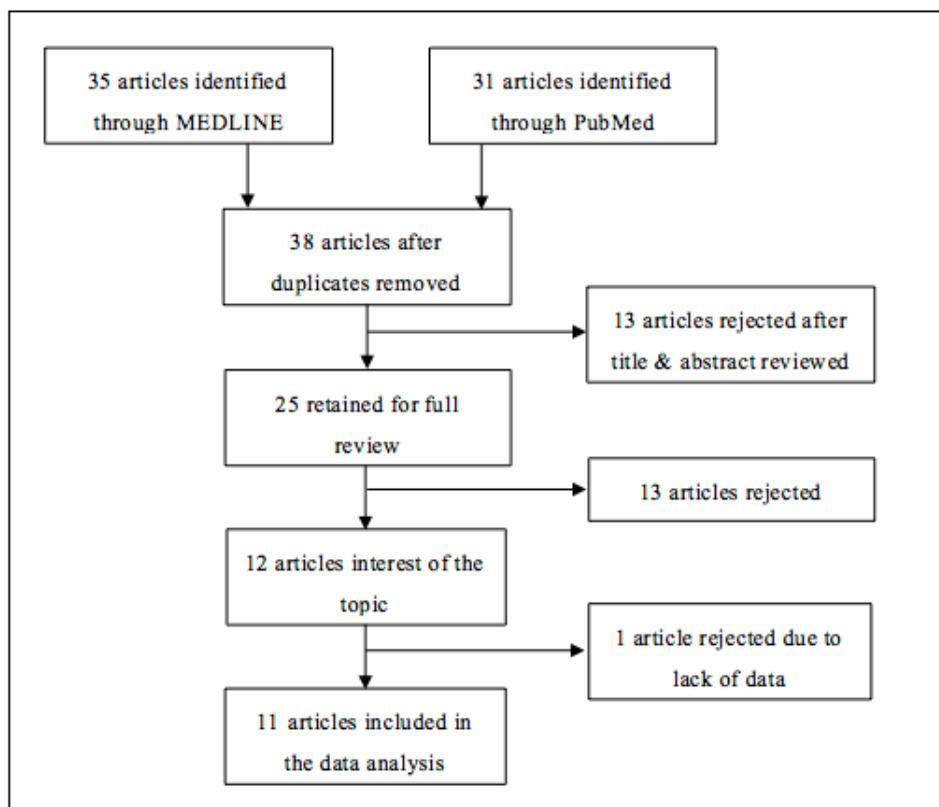 35 articles identified
through MEDLINE
31 articles identified
through PubMed
38 articles after
duplicates removed
13 articles rejected after
title & abstract reviewed
25 retained for full
review
13 articles rejected
12 articles interest of the
topic
1 article rejected due to
lack of data
11 articles included in
the data analysis